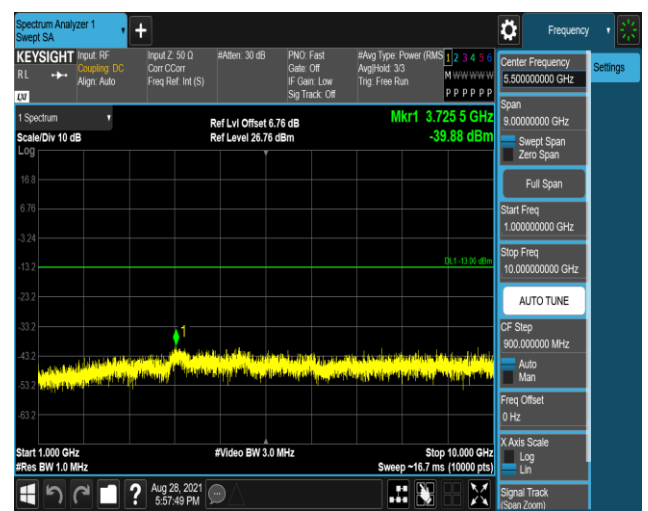 Spectrum Analyzer 1
Swept SA
+
Frequency
KEYSIGHT
RL
LXI
Input: RF
Coupling: DC
Align: Auto
Input Z: 50 Ω
Corr CCorr
Freq Ref: Int (S)
#Atten: 30 dB
PNO: Fast
Gate: Off
IF Gain: Low
Sig Track: Off
#Avg Type: Power (RMS
Avg|Hold: 3/3
Trig: Free Run
1 2 3 4 5 6
M W W W W W
P P P P P P
1 Spectrum
Scale/Div 10 dB
Log
Ref Lvl Offset 6.76 dB
Ref Level 26.76 dBm
Mkr1 3.725 5 GHz
-39.88 dBm
16.8
6.76
-3.24
-13.2
-23.2
-33.2
-43.2
-53.2
-63.2
DL1 -13.00 dBm
1
Start 1.000 GHz
#Res BW 1.0 MHz
#Video BW 3.0 MHz
Stop 10.000 GHz
Sweep ~16.7 ms (10000 pts)
?
Aug 28, 2021
5:57:49 PM
Center Frequency
5.500000000 GHz
Settings
Span
9.00000000 GHz
Swept Span
Zero Span
Full Span
Start Freq
1.000000000 GHz
Stop Freq
10.000000000 GHz
AUTO TUNE
CF Step
900.000000 MHz
Auto
Man
Freq Offset
0 Hz
X Axis Scale
Log
Lin
Signal Track
(Span Zoom)